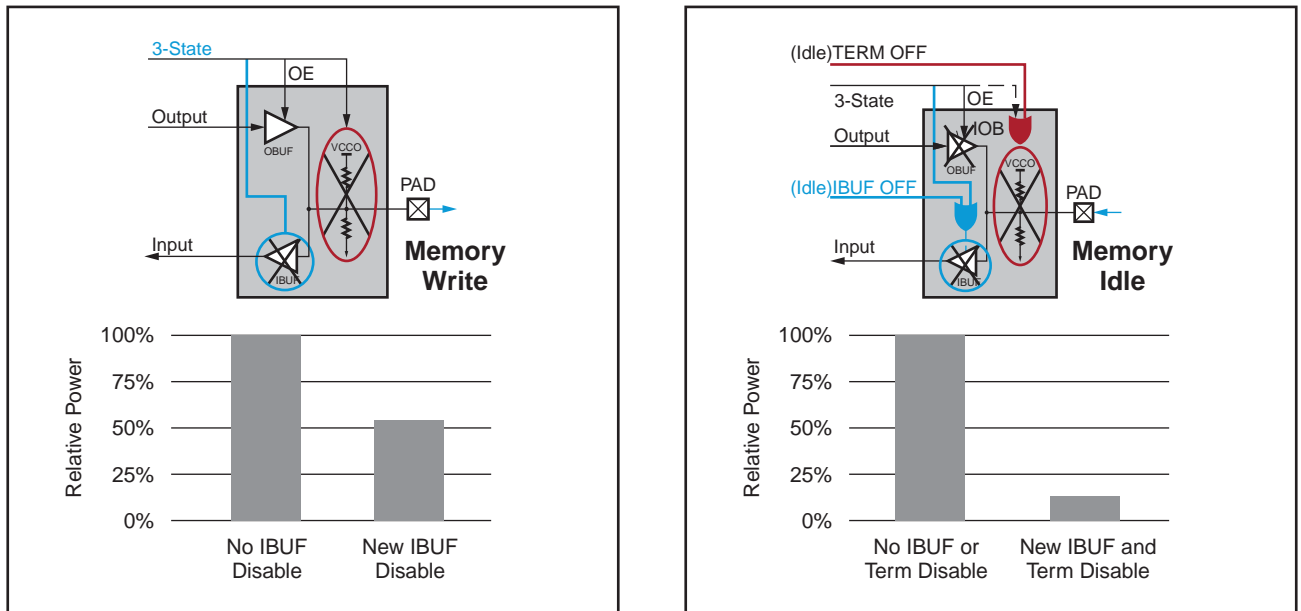 3-State
OE
Output
OBUF
VCCO
PAD
Input
IBUF
Memory
Write
100%
75%
50%
25%
0%
Relative Power
No IBUF
Disable
New IBUF
Disable
(Idle)TERM OFF
3-State
OE
IOB
Output
OBUF
VCCO
(Idle)IBUF OFF
PAD
Input
IBUF
Memory
Idle
100%
75%
50%
25%
0%
Relative Power
No IBUF or
Term Disable
New IBUF and
Term Disable